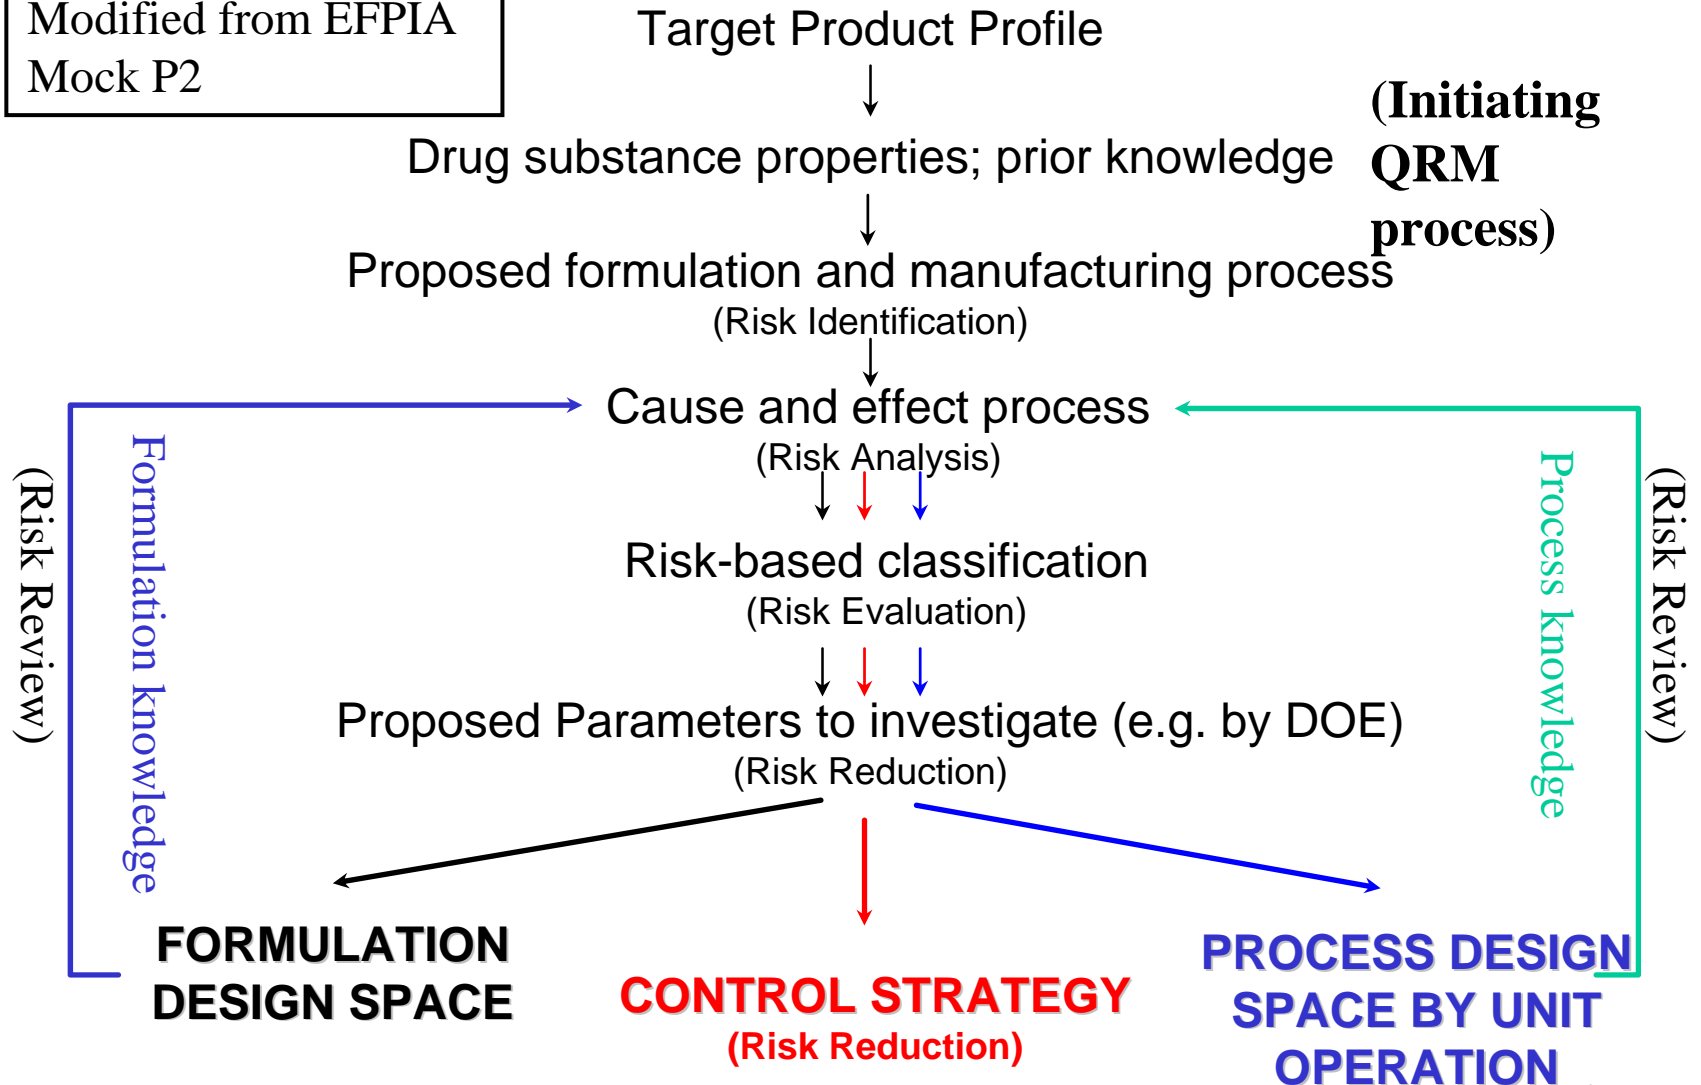 Modified from EFPIA
Mock P2
Target Product Profile
(Initiating
QRM
process)
Drug substance properties; prior knowledge
Proposed formulation and manufacturing process
(Risk Identification)
Cause and effect process
(Risk Analysis)
Risk-based classification
(Risk Evaluation)
Proposed Parameters to investigate (e.g. by DOE)
(Risk Reduction)
(Risk Review)
Formulation knowledge
Process knowledge
(Risk Review)
FORMULATION
DESIGN SPACE
CONTROL STRATEGY
(Risk Reduction)
PROCESS DESIGN
SPACE BY UNIT
OPERATION